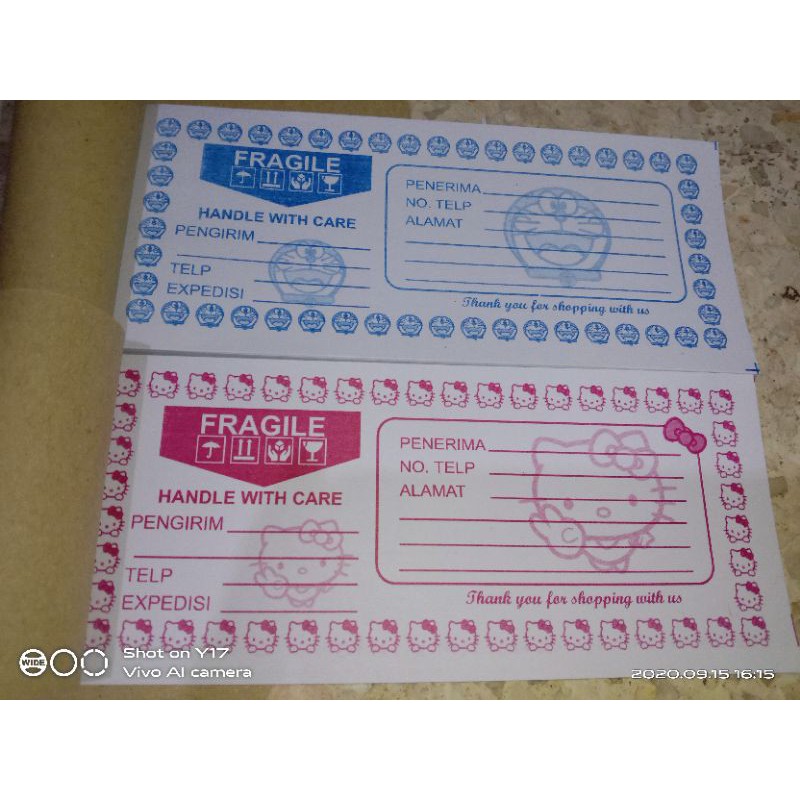 FRAGILE
HANDLE WITH CARE
PENGIRIM
TELP
EXPEDISI
PENERIMA
NO. TELP
ALAMAT
Thank you for shopping with us
FRAGILE
HANDLE WITH CARE
PENGIRIM
TELP
EXPEDISI
PENERIMA
NO. TELP
ALAMAT
Thank you for shopping with us
WIDE
Shot on Y17
Vivo AI camera
2020.09.15 16:15